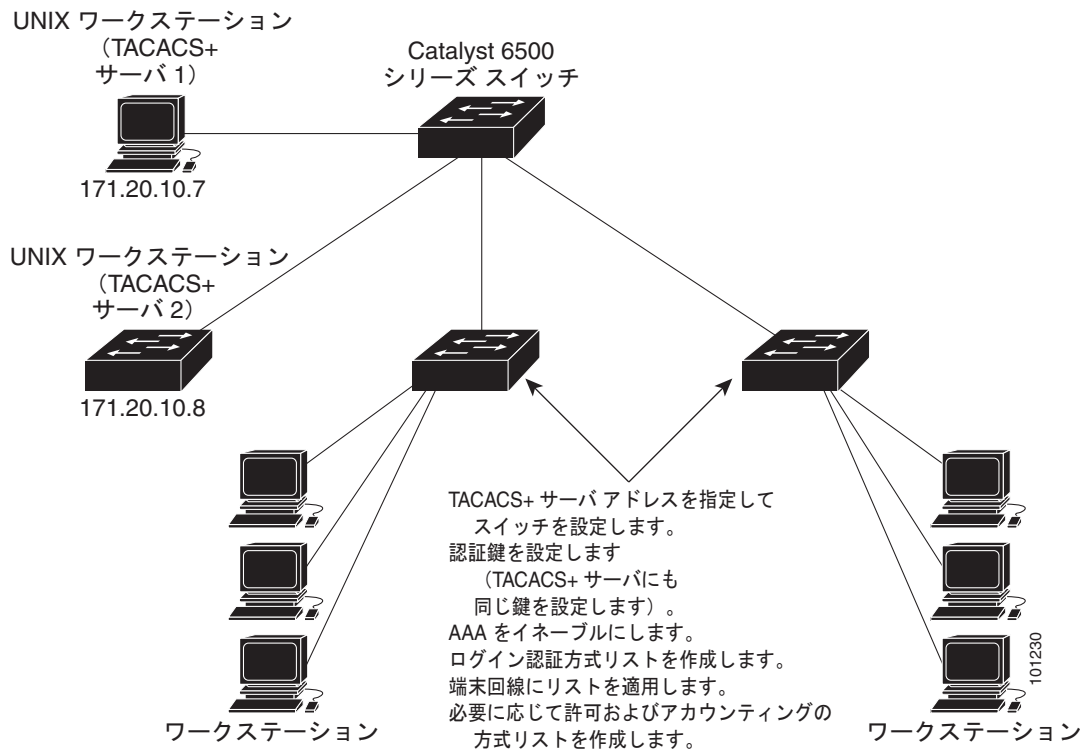 UNIX ワークステーション
（TACACS+
サーバ 1）
171.20.10.7
Catalyst 6500
シリーズ スイッチ
UNIX ワークステーション
（TACACS+
サーバ 2）
171.20.10.8
TACACS+ サーバ アドレスを指定して
スイッチを設定します。
認証鍵を設定します
（TACACS+ サーバにも
同じ鍵を設定します）。
AAA をイネーブルにします。
ログイン認証方式リストを作成します。
端末回線にリストを適用します。
必要に応じて許可およびアカウンティングの
方式リストを作成します。
ワークステーション
ワークステーション
101230